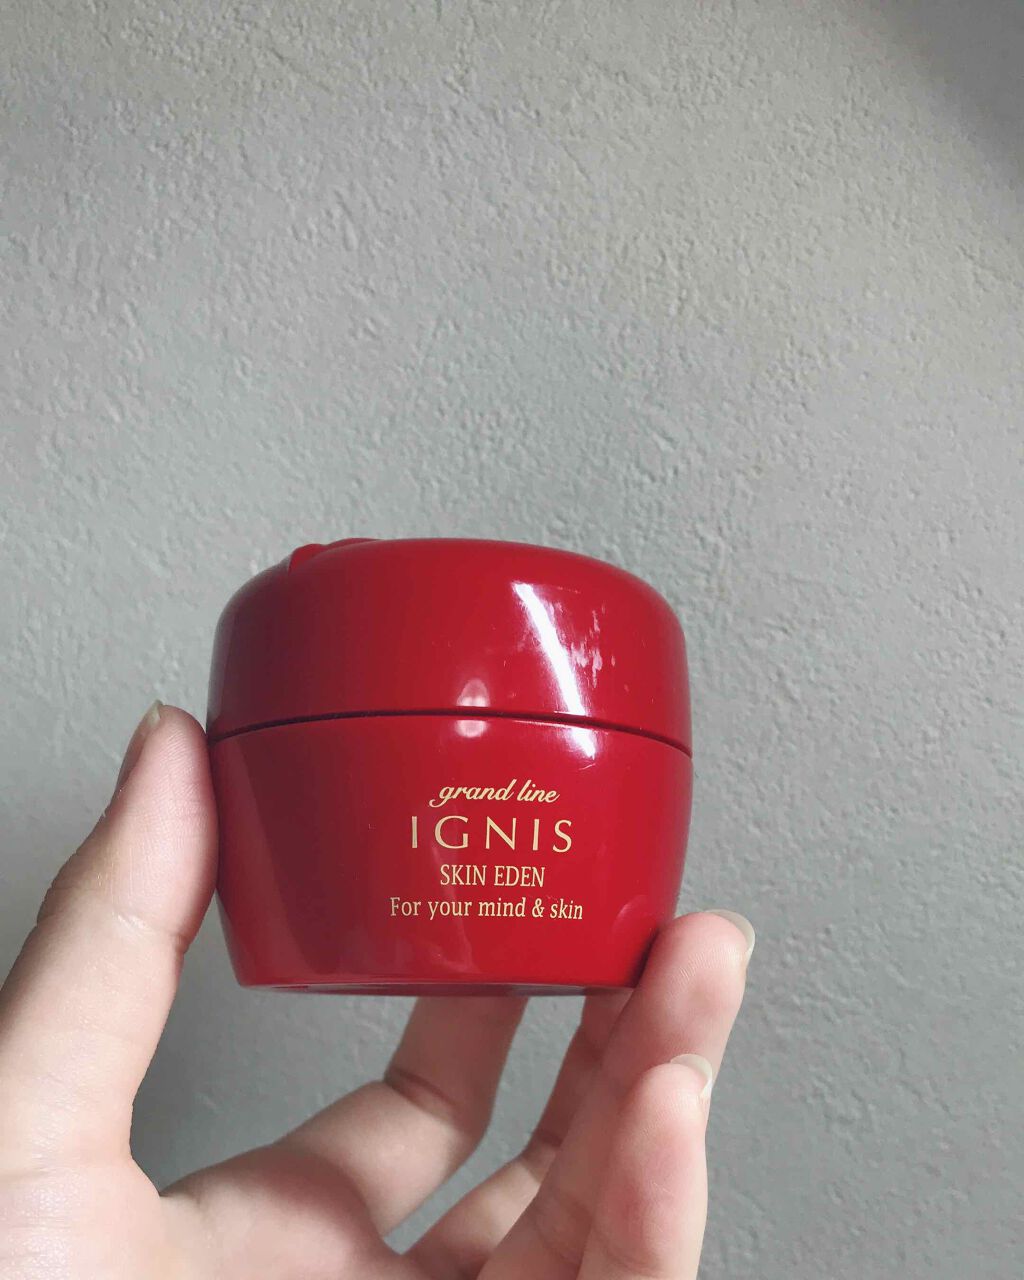 grand line
IGNIS
SKIN EDEN
For your mind & skin